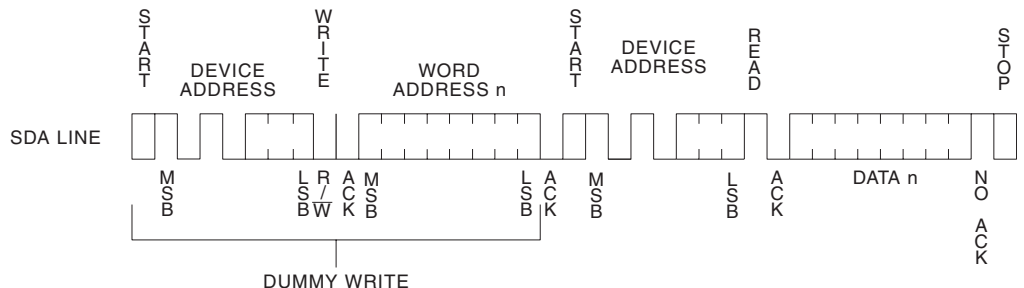 START
WRITE
START
READ
STOP
DEVICE
ADDRESS
WORD
ADDRESS n
DEVICE
ADDRESS
SDA LINE
MSB
LSB
R/W
ACK
MSB
LSB
ACK
MSB
LSB
ACK
DATA n
NO ACK
DUMMY WRITE